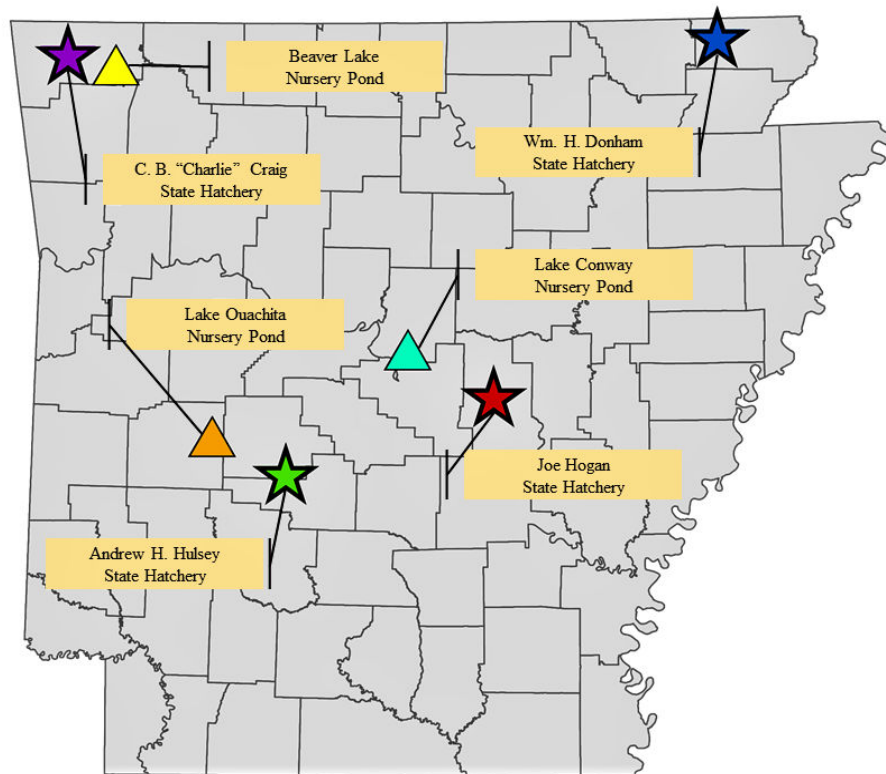 Beaver Lake
Nursery Pond
Wm. H. Donham
State Hatchery
C. B. “Charlie” Craig
State Hatchery
Lake Conway
Nursery Pond
Lake Ouachita
Nursery Pond
Joe Hogan
State Hatchery
Andrew H. Hulsey
State Hatchery